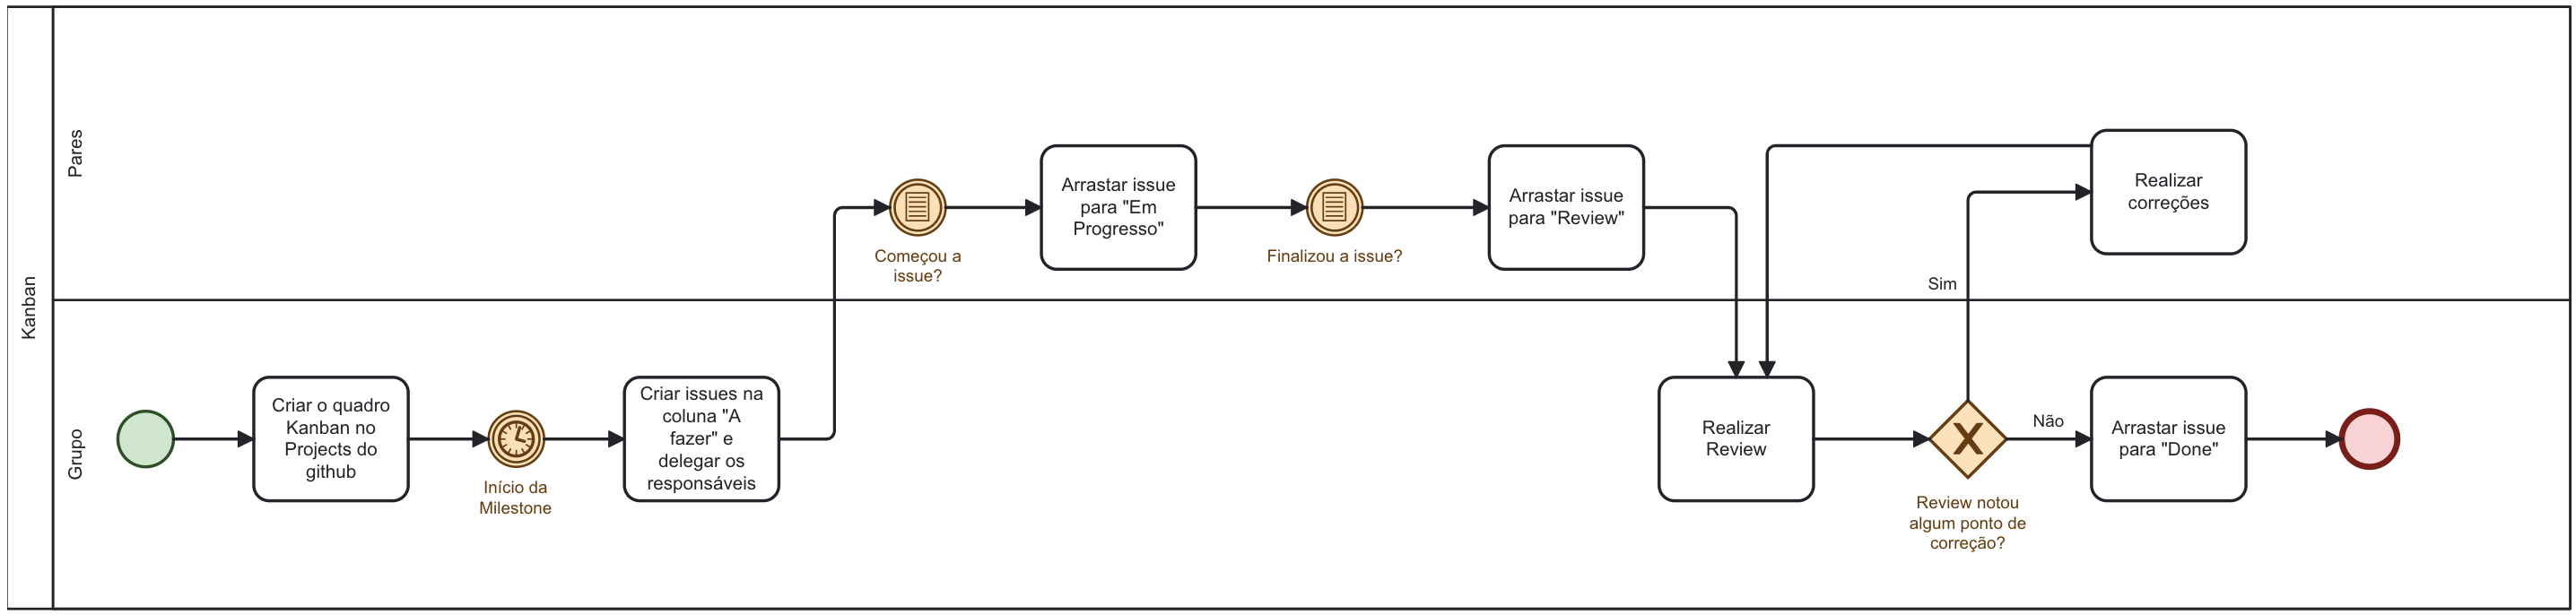 Kanban
Pares
Começou a
issue?
Arrastar issue
para "Em
Progresso"
Finalizou a issue?
Arrastar issue
para "Review"
Realizar
correções
Sim
Grupo
Criar o quadro
Kanban no
Projects do
github
Início da
Milestone
Criar issues na
coluna "A
fazer" e
delegar os
responsáveis
Realizar
Review
X
Review notou
algum ponto de
correção?
Não
Arrastar issue
para "Done"